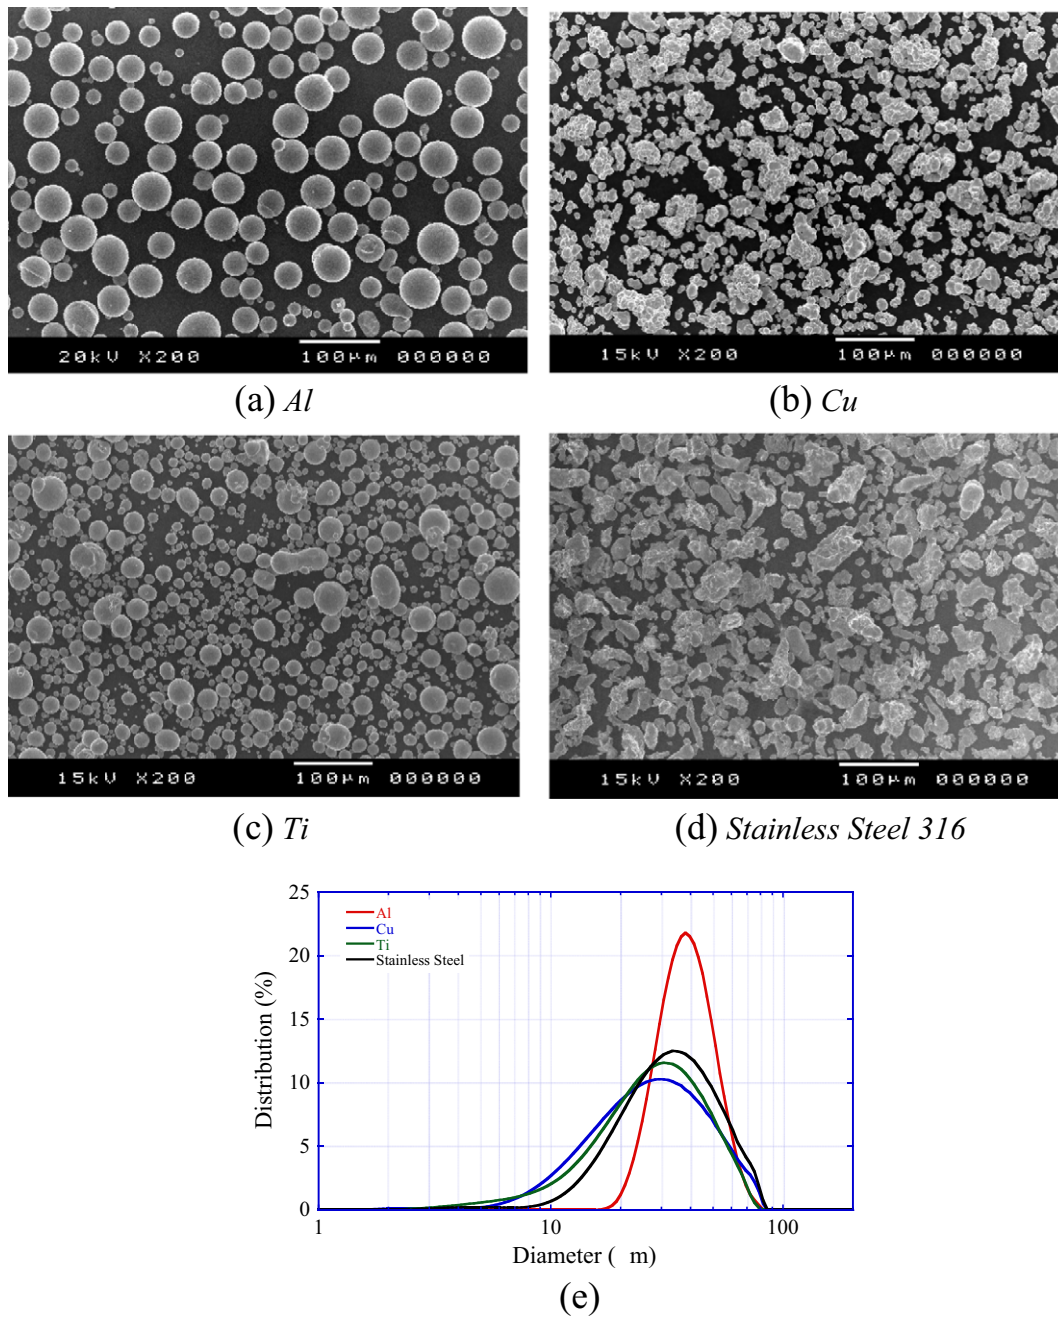 20kV X200 100µm 000000
15kV X200 100µm 000000
(a) Al
(b) Cu
15kV X200 100µm 000000
15kV X200 100µm 000000
(c) Ti
(d) Stainless Steel 316
25
20
15
10
5
0
Distribution (%)
Al
Cu
Ti
Stainless Steel
1
10
100
Diameter ( m)
(e)